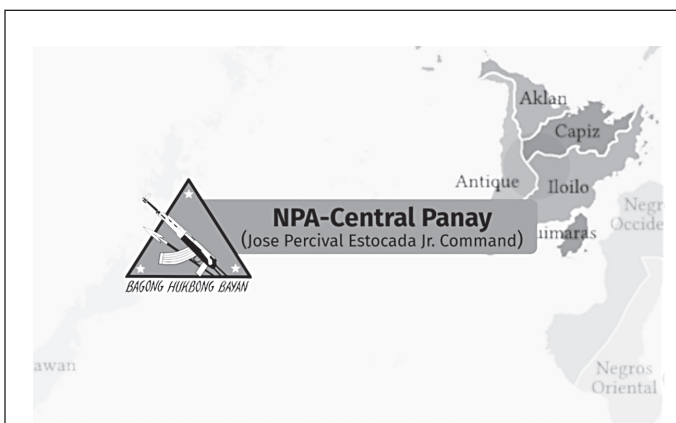 Aklan
Capiz
Antique
Iloilo
NPA-Central Panay
(Jose Percival Estocada Jr. Command)
BAGONG HUKBONG BAYAN
Negr
Occide
uimaras
awan
Negros
Oriental